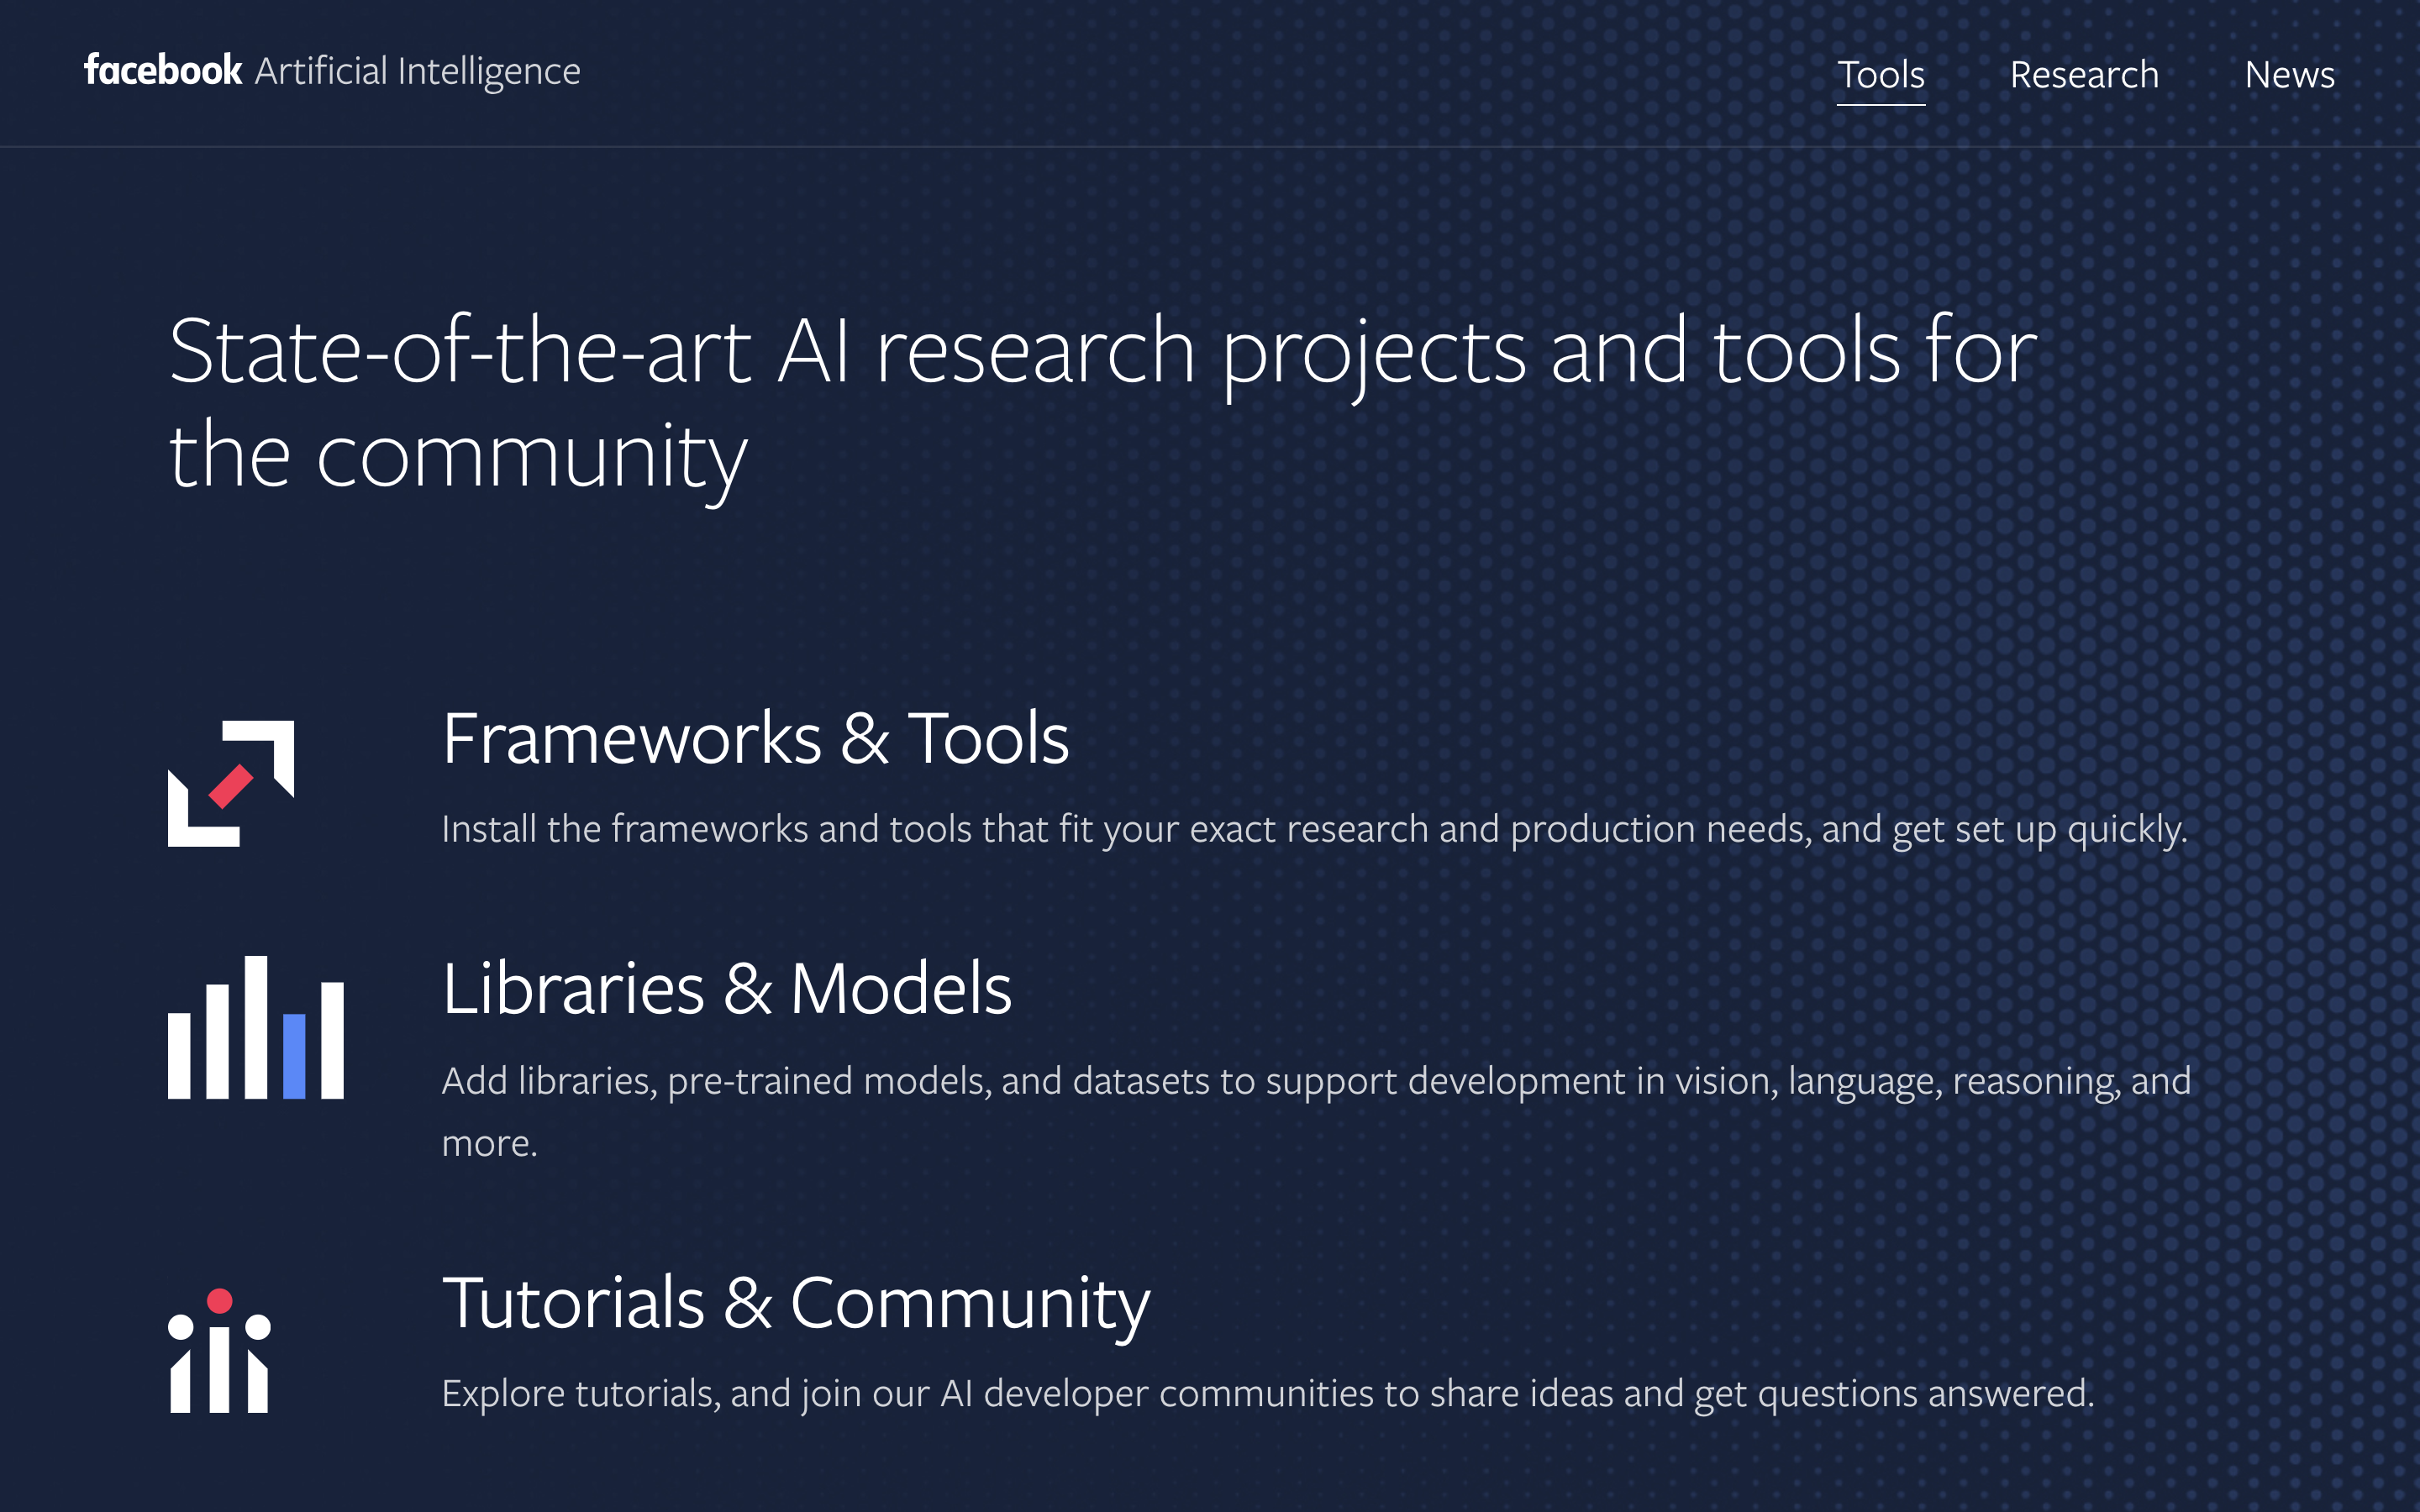 facebook Artificial Intelligence
Tools Research News
State-of-the-art AI research projects and tools for
the community
Frameworks & Tools
Install the frameworks and tools that fit your exact research and production needs, and get set up quickly.
Libraries & Models
Add libraries, pre-trained models, and datasets to support development in vision, language, reasoning, and
more.
Tutorials & Community
Explore tutorials, and join our AI developer communities to share ideas and get questions answered.